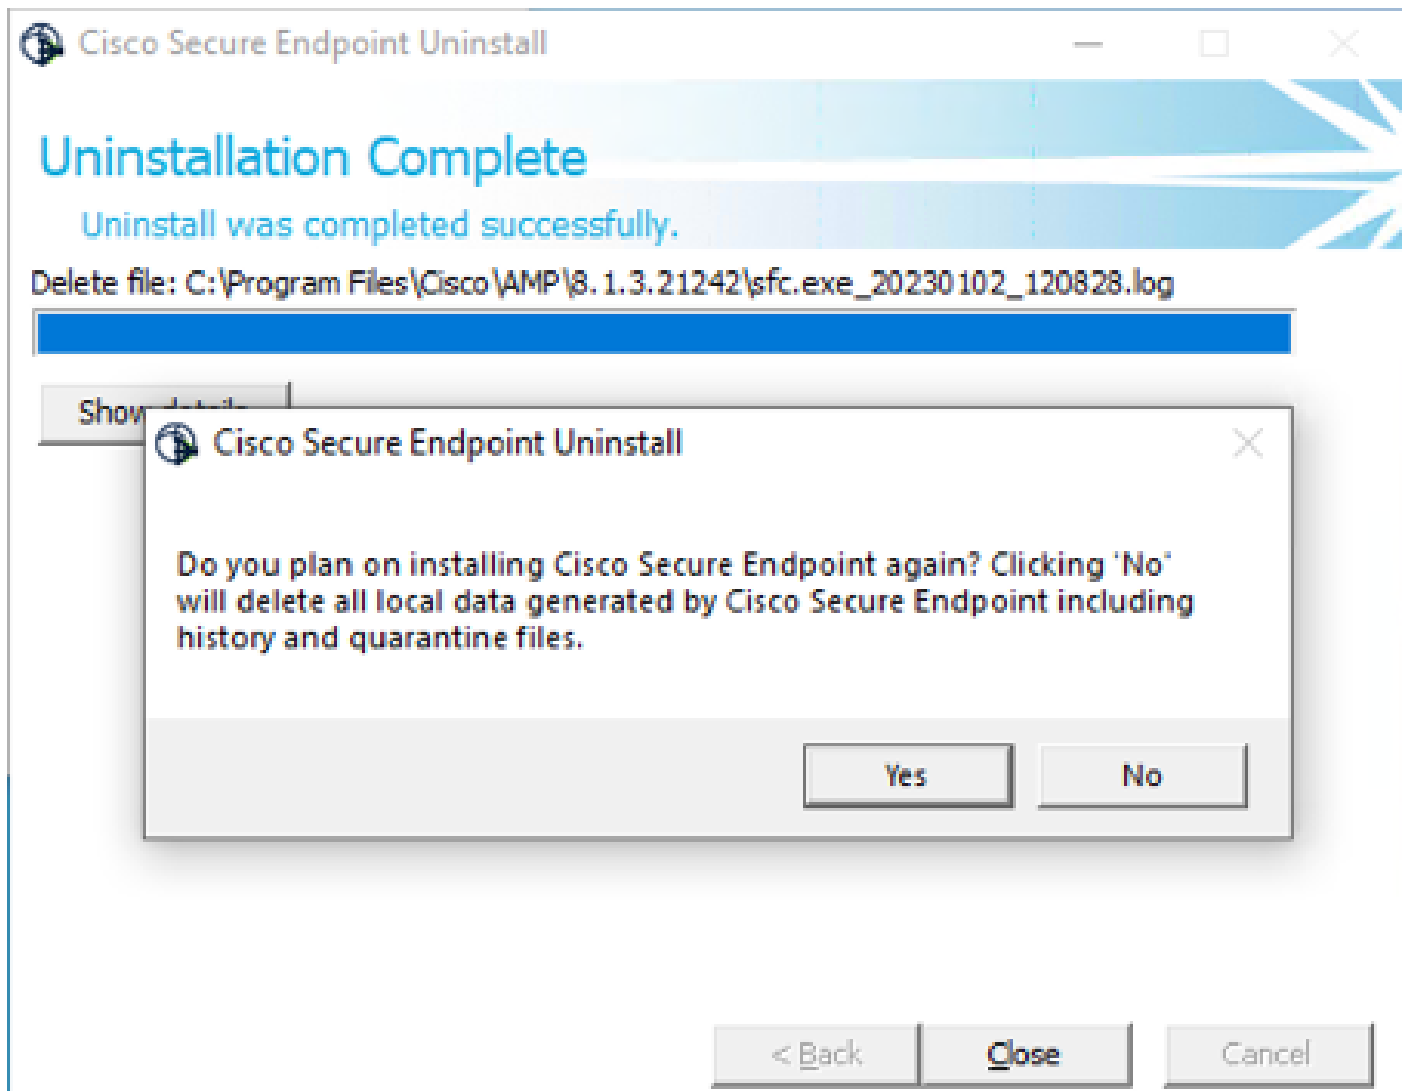 Cisco Secure Endpoint Uninstall
Uninstallation Complete
Uninstall was completed successfully.
Delete file: C:\Program Files\Cisco\AMP\8.1.3.21242\sfc.exe_20230102_120828.log
Show details
Cisco Secure Endpoint Uninstall
Do you plan on installing Cisco Secure Endpoint again? Clicking 'No'
will delete all local data generated by Cisco Secure Endpoint including
history and quarantine files.
Yes No
< Back Close Cancel